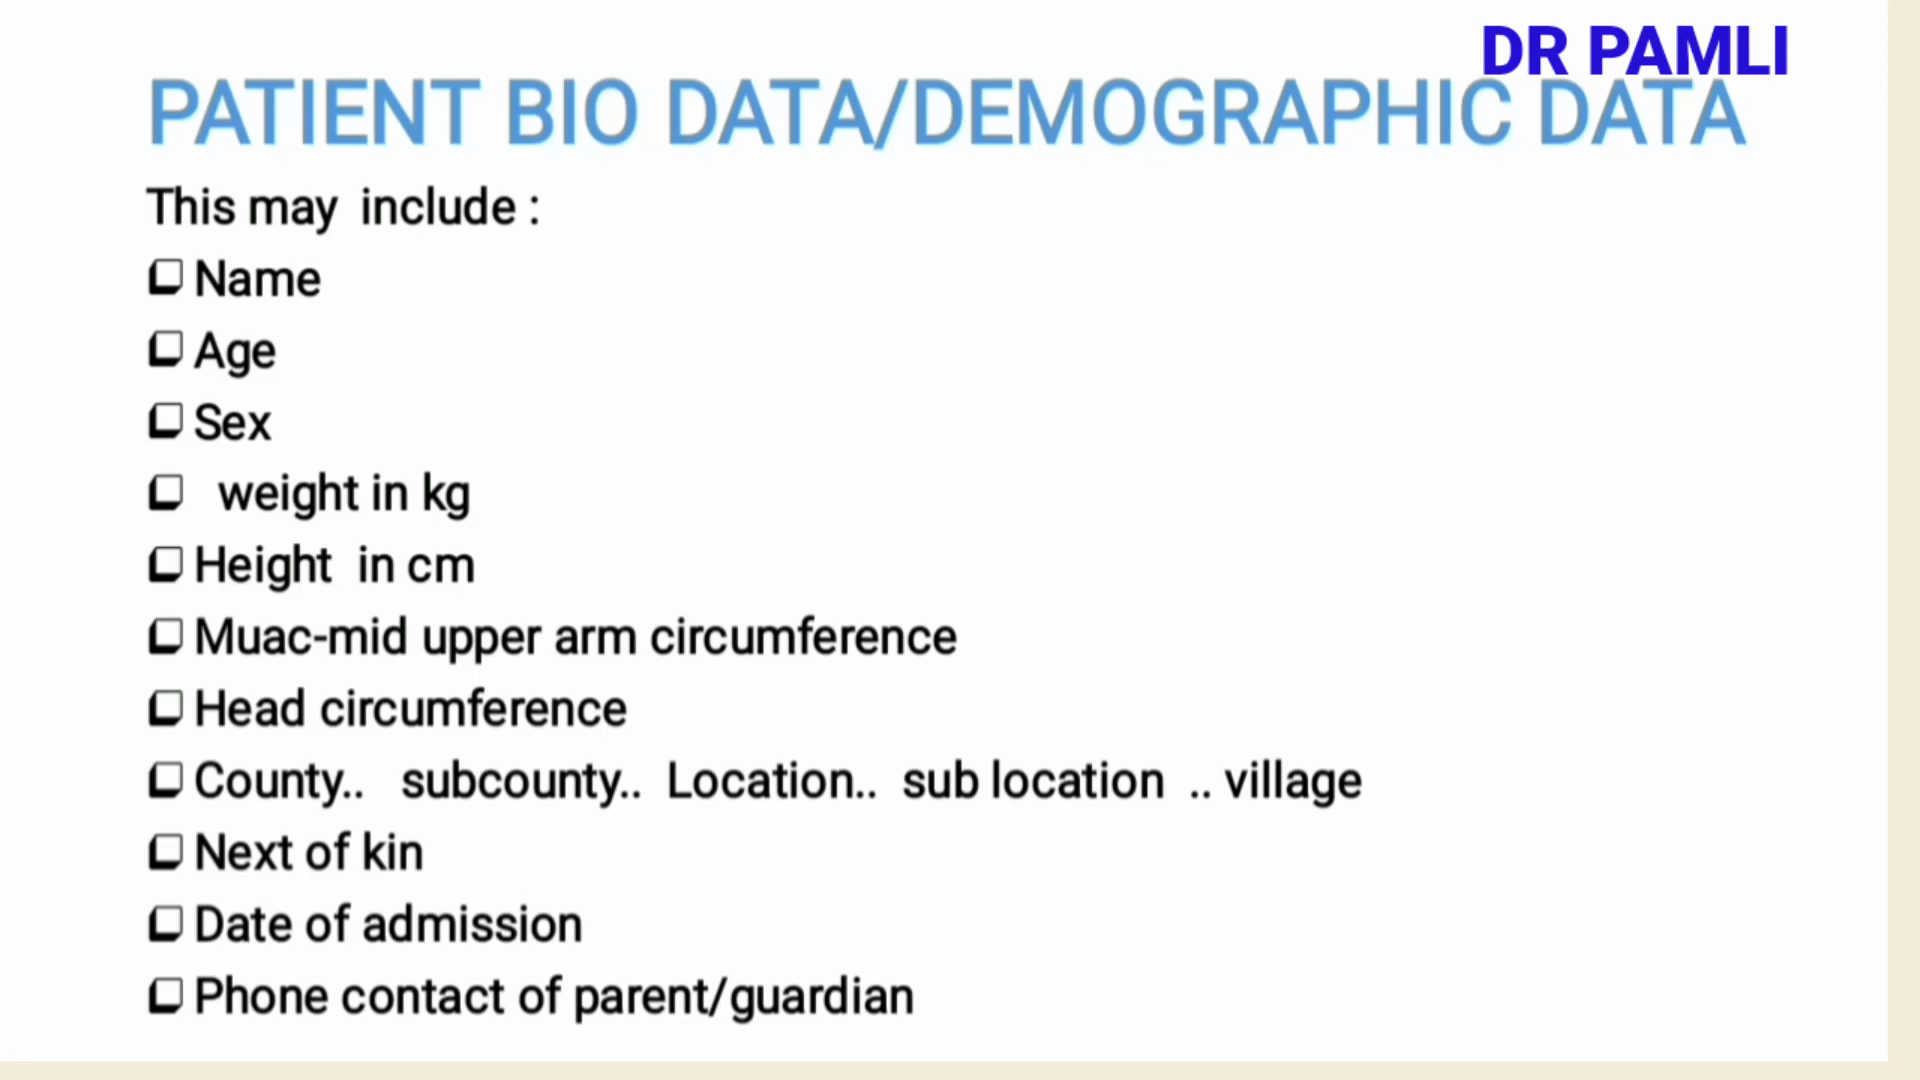 DR PAMLI
PATIENT BIO DATA/DEMOGRAPHIC DATA
This may include :
Name
Age
Sex
weight in kg
Height in cm
Muac-mid upper arm circumference
Head circumference
County.. subcounty.. Location.. sub location .. village
Next of kin
Date of admission
Phone contact of parent/guardian